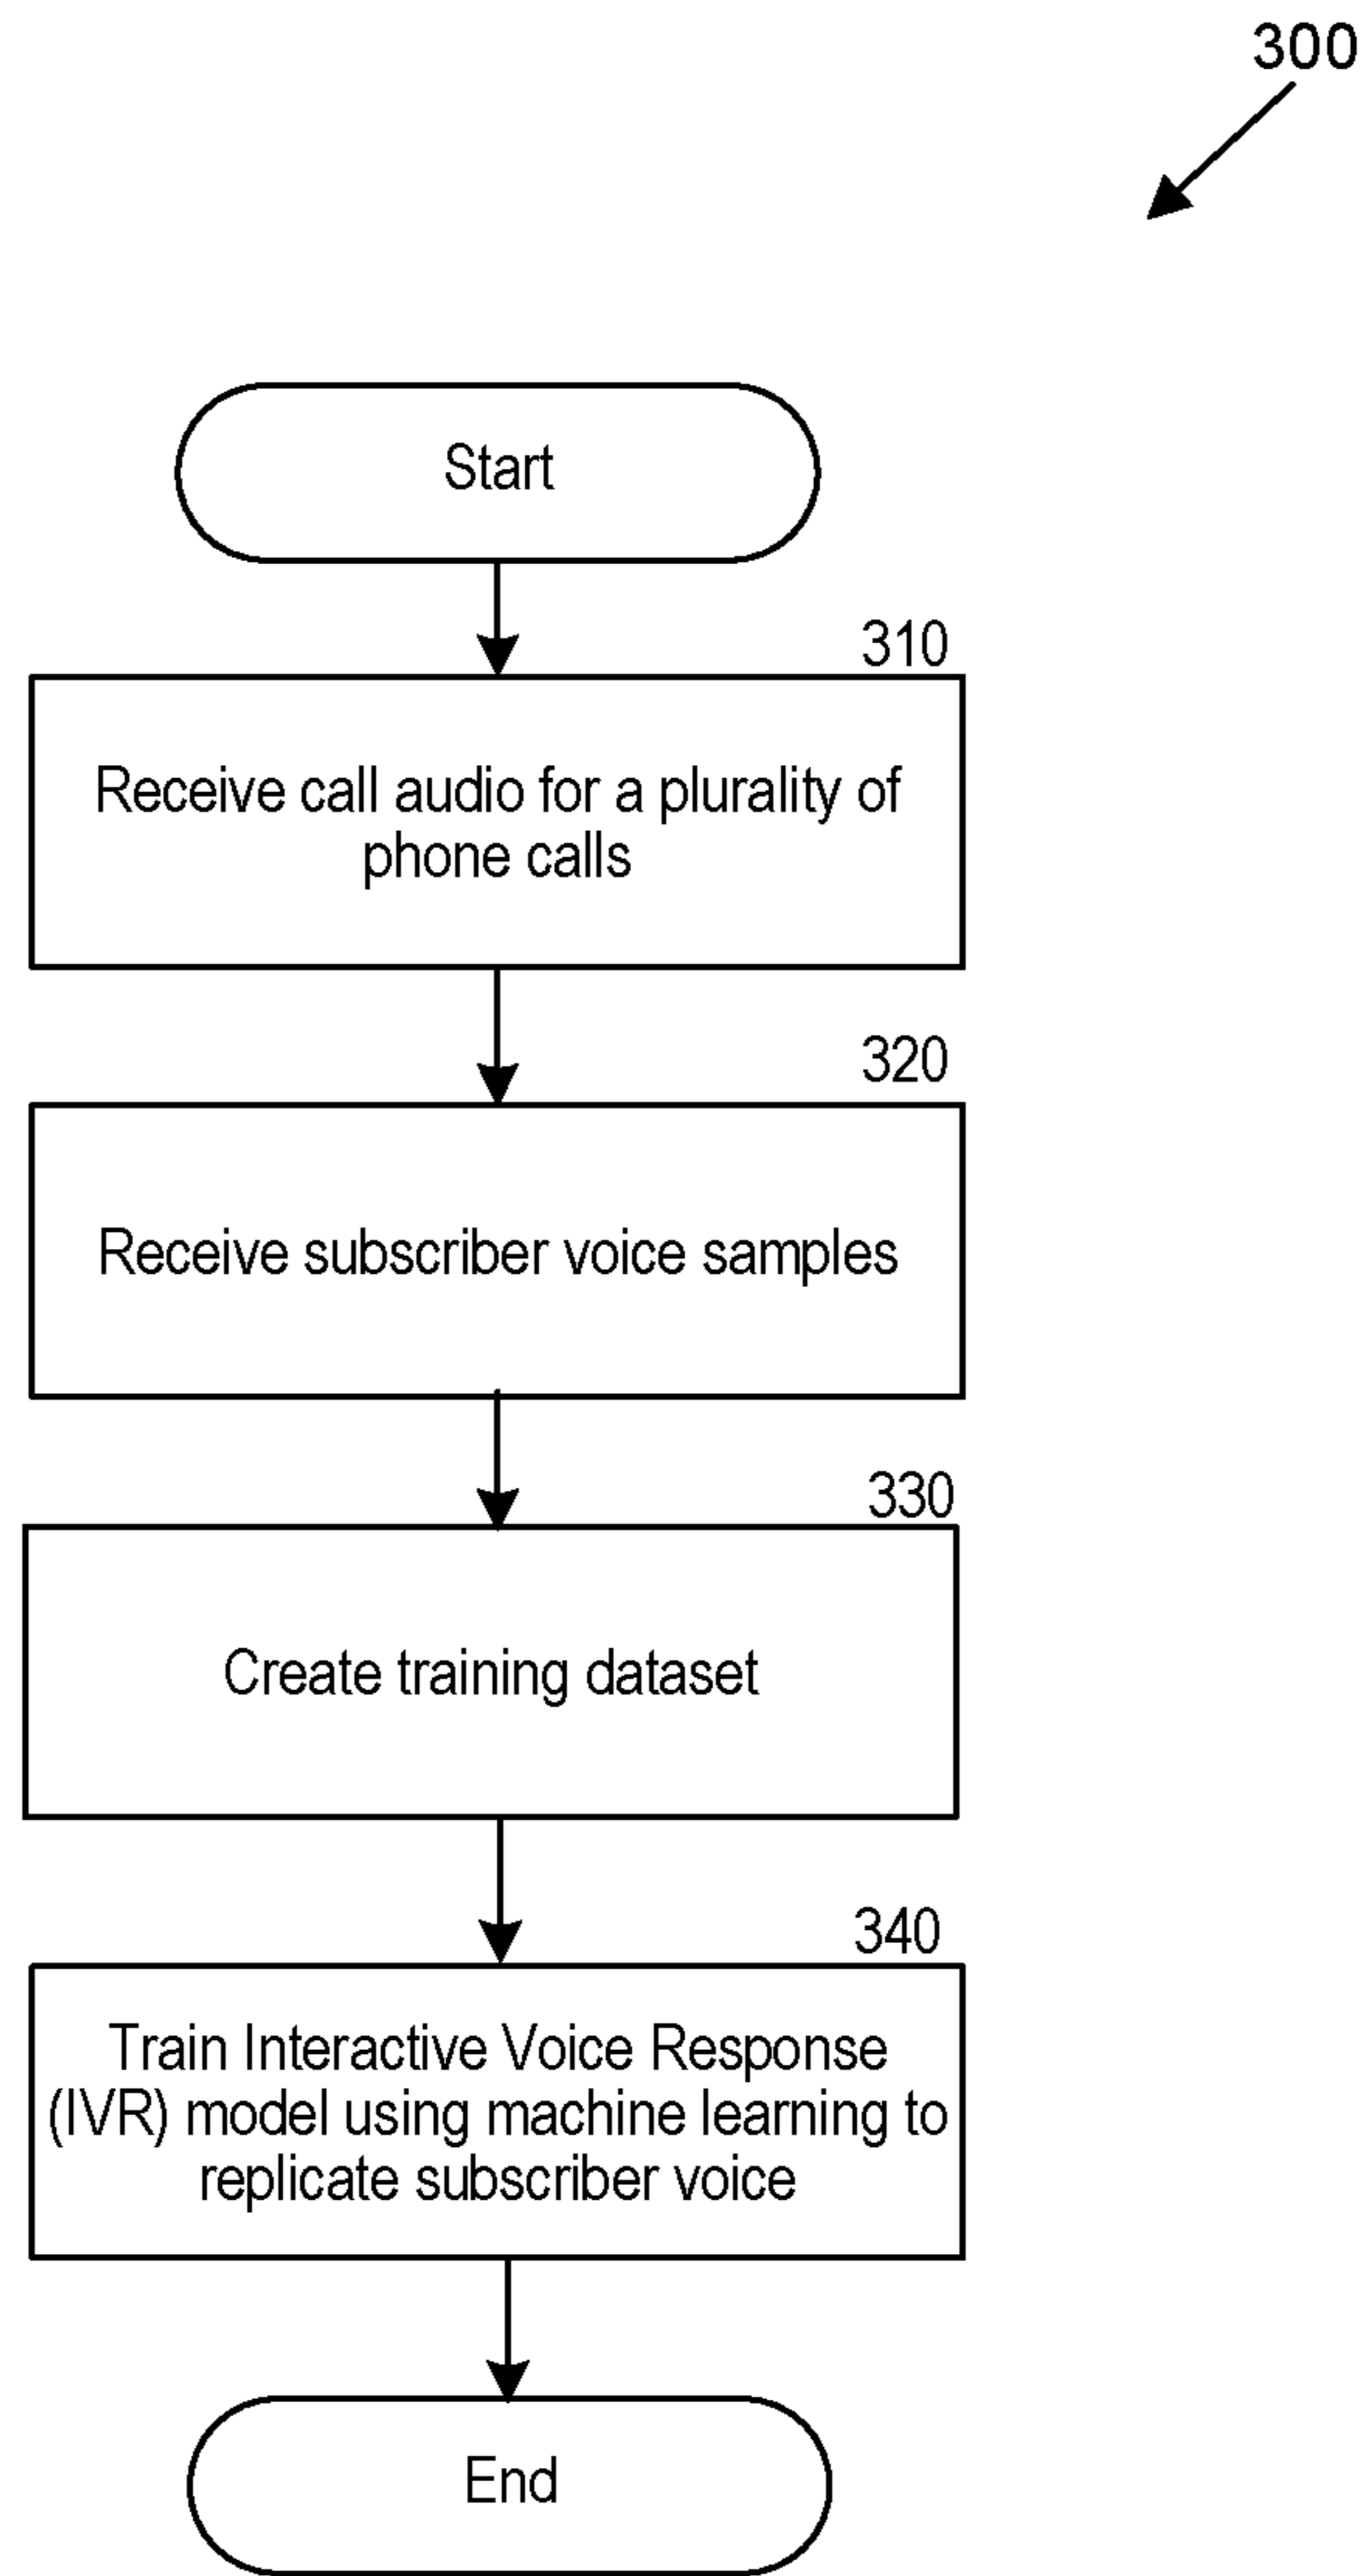 300
Start
310
Receive call audio for a plurality of
phone calls
320
Receive subscriber voice samples
330
Create training dataset
340
Train Interactive Voice Response
(IVR) model using machine learning to
replicate subscriber voice
End